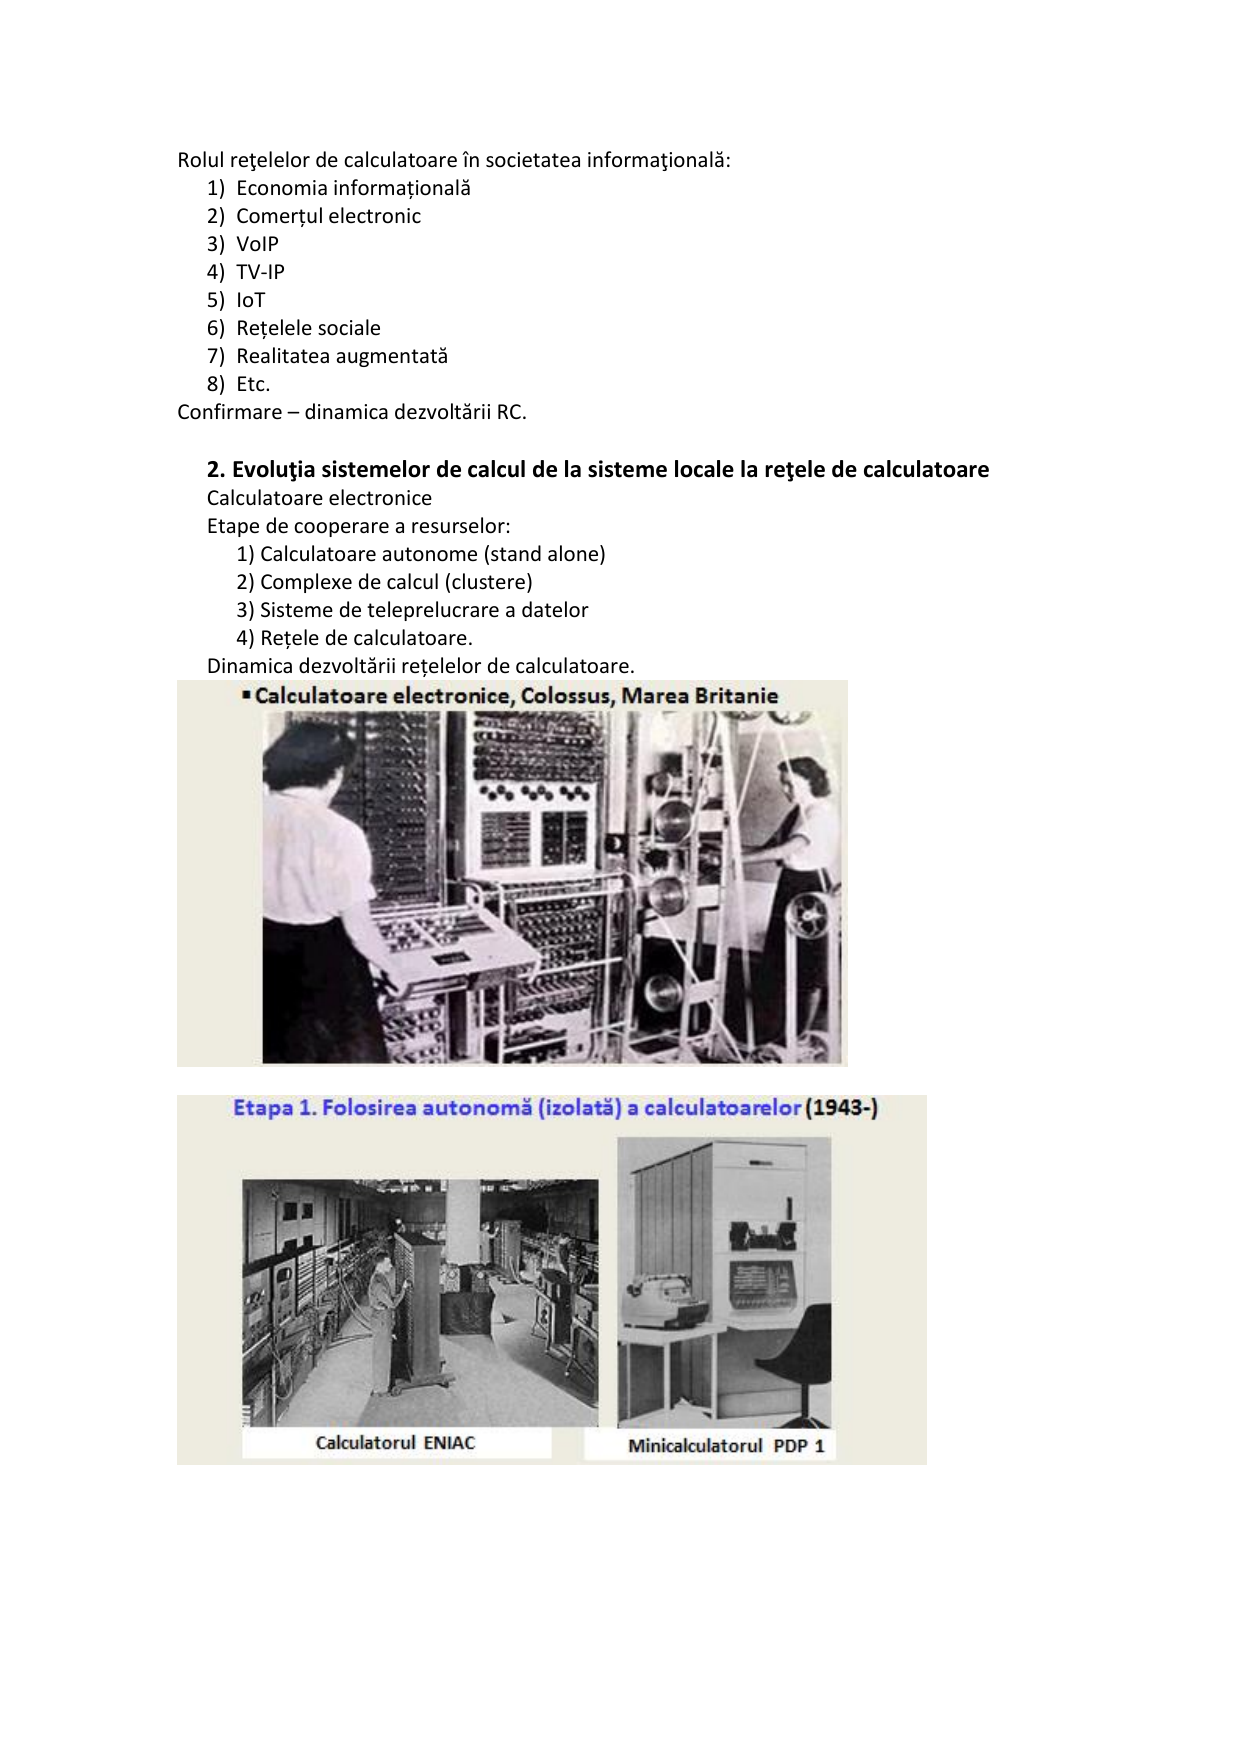 Rolul reţelelor de calculatoare în societatea informaţională:
1) Economia informațională
2) Comerțul electronic
3) VoIP
4) TV-IP
5) IoT
6) Rețelele sociale
7) Realitatea augmentată
8) Etc.
Confirmare – dinamica dezvoltării RC.
2. Evoluţia sistemelor de calcul de la sisteme locale la reţele de calculatoare
Calculatoare electronice
Etape de cooperare a resurselor:
1) Calculatoare autonome (stand alone)
2) Complexe de calcul (clustere)
3) Sisteme de teleprelucrare a datelor
4) Rețele de calculatoare.
Dinamica dezvoltării rețelelor de calculatoare.
▪ Calculatoare electronice, Colossus, Marea Britanie
Etapa 1. Folosirea autonomă (izolată) a calculatoarelor (1943-)
Calculatorul ENIAC
Minicalculatorul PDP 1